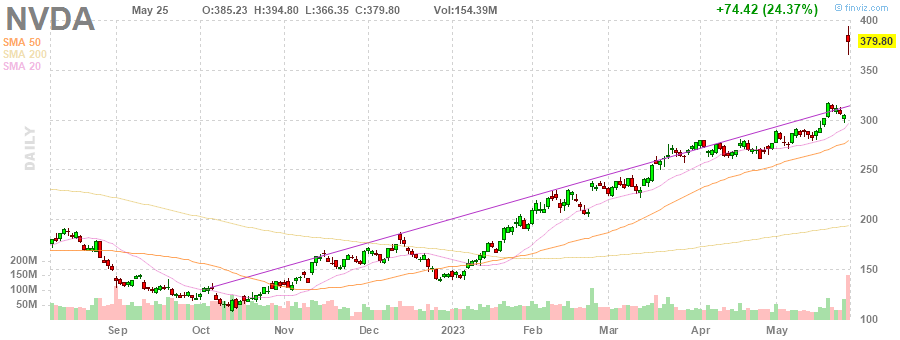 NVDA May 25 O:385.23 H:394.80 L:366.35 C:379.80 Vol:154.39M +74.42 (24.37%) finviz.com
SMA 50
SMA 200
SMA 20
DAILY
400
379.80
350
300
250
200
150
100
200M
150M
100M
50M
Sep Oct Nov Dec 2023 Feb Mar Apr May